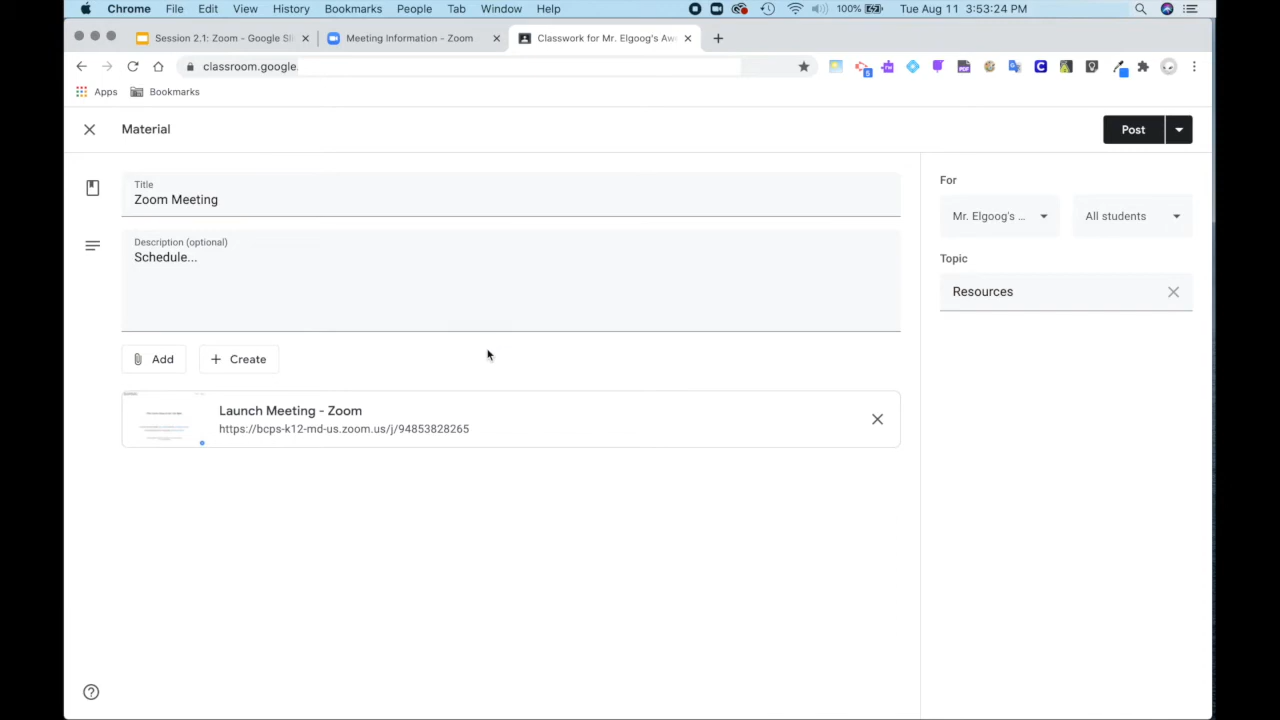 Chrome File Edit View History Bookmarks People Tab Window Help 100% Tue Aug 11 3:53:24 PM
Session 2.1: Zoom - Google Sli Meeting Information - Zoom Classwork for Mr. Elgoog's Awe
classroom.google.
Apps Bookmarks
Material
Post
Title
Zoom Meeting
Description (optional)
Schedule...
Add Create
Launch Meeting - Zoom
https://bcps-k12-md-us.zoom.us/j/94853828265
For
Mr. Elgoog's ... All students
Topic
Resources